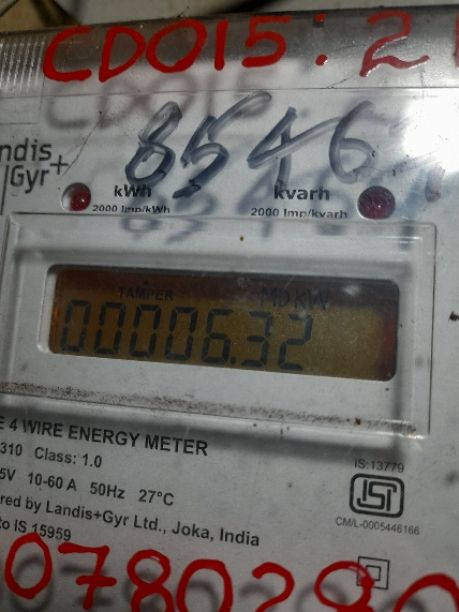 CD015:2
8546
ndis
Gyr+
kWh
2000 Imp/kWh
kvarh
2000 Imp/kvarh
TAMPER MD KW
00006.32
E 4 WIRE ENERGY METER
310 Class: 1.0
5V 10-60 A 50Hz 27°C
red by Landis+Gyr Ltd., Joka, India
to IS 15959
IS:13779
ISI
CM/L-0005446166